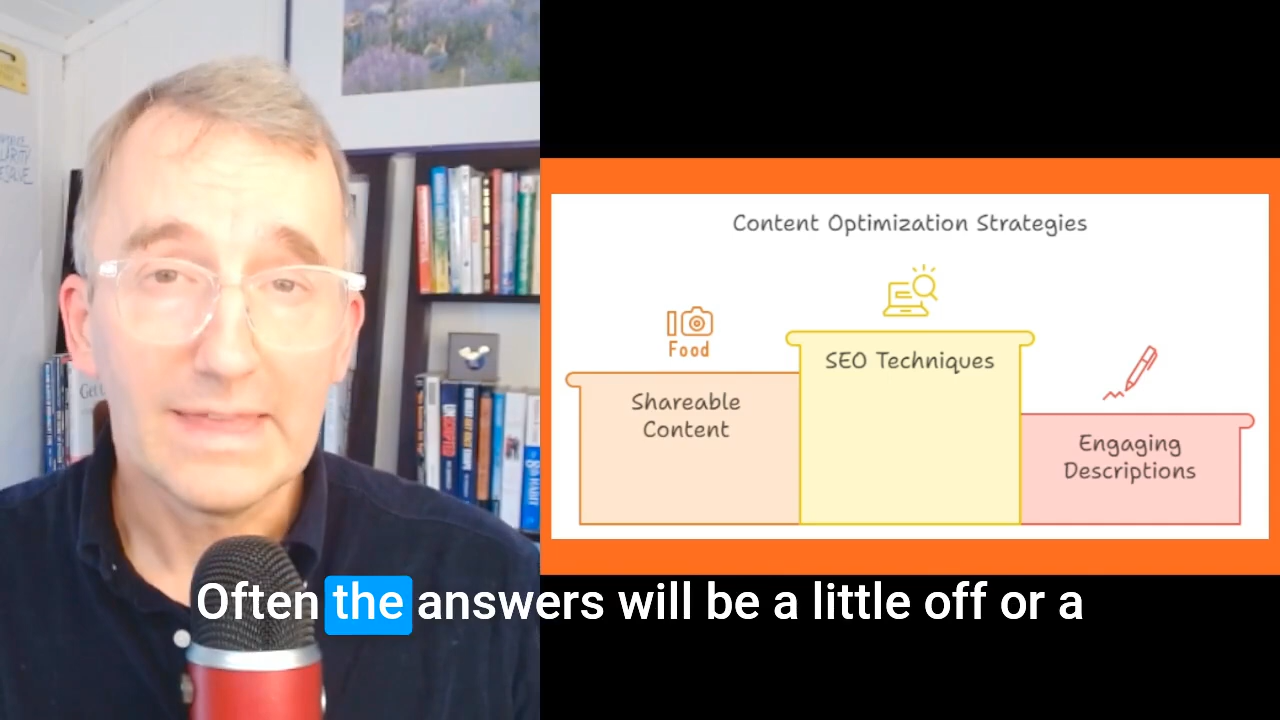 Content Optimization Strategies
Food
Shareable
Content
SEO Techniques
Engaging
Descriptions
Often the answers will be a little off or a